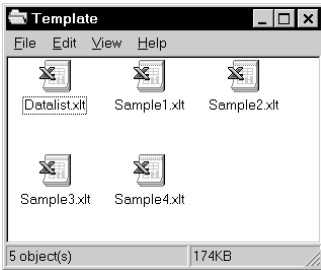 Template
File Edit View Help
Datalist.xlt Sample1.xlt Sample2.xlt
Sample3.xlt Sample4.xlt
5 object(s) 174KB